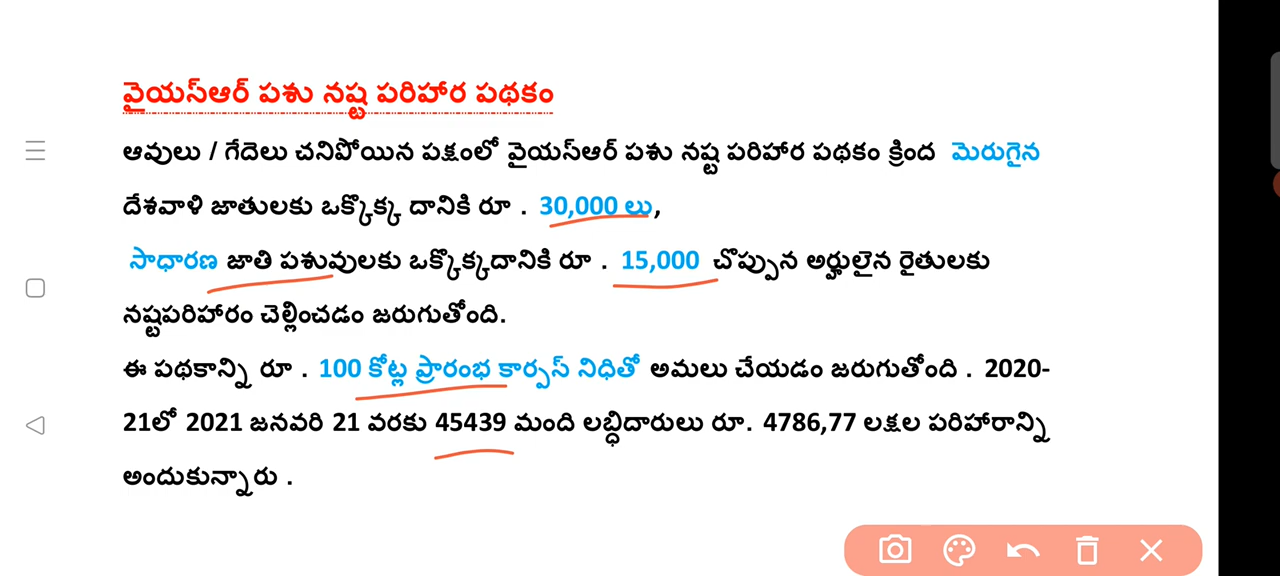 వైయస్ఆర్ పశు నష్ట పరిహార పథకం
ఆవులు / గేదెలు చనిపోయిన పక్షంలో వైయస్ఆర్ పశు నష్ట పరిహార పథకం క్రింద మెరుగైన
దేశవాళి జాతులకు ఒక్కొక్క దానికి రూ . 30,000 లు,
సాధారణ జాతి పశువులకు ఒక్కొక్కదానికి రూ . 15,000 చొప్పున అర్హులైన రైతులకు
నష్టపరిహారం చెల్లించడం జరుగుతోంది.
ఈ పథకాన్ని రూ . 100 కోట్ల ప్రారంభ కార్పస్ నిధితో అమలు చేయడం జరుగుతోంది . 2020-
21లో 2021 జనవరి 21 వరకు 45439 మంది లబ్ధిదారులు రూ. 4786,77 లక్షల పరిహారాన్ని
అందుకున్నారు .